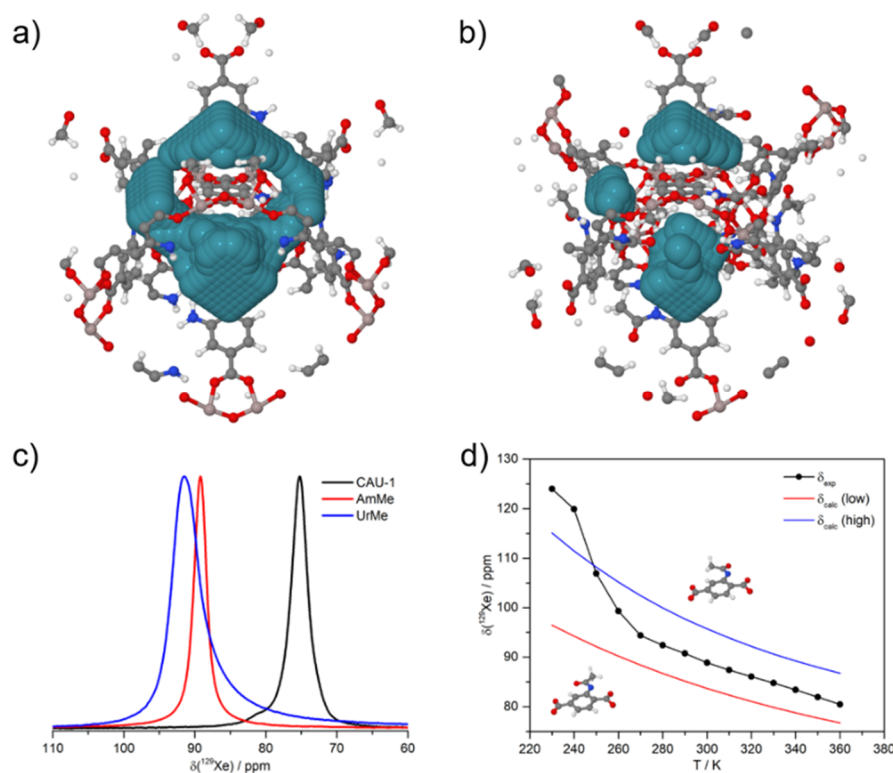 a)
b)
c)
CAU-1
AmMe
UrMe
110 100 90 80 70 60
δ(¹²⁹Xe) / ppm
d)
130
120
110
100
90
80
δ(¹²⁹Xe) / ppm
δexp
δcalc (low)
δcalc (high)
220 240 260 280 300 320 340 360 380
T / K